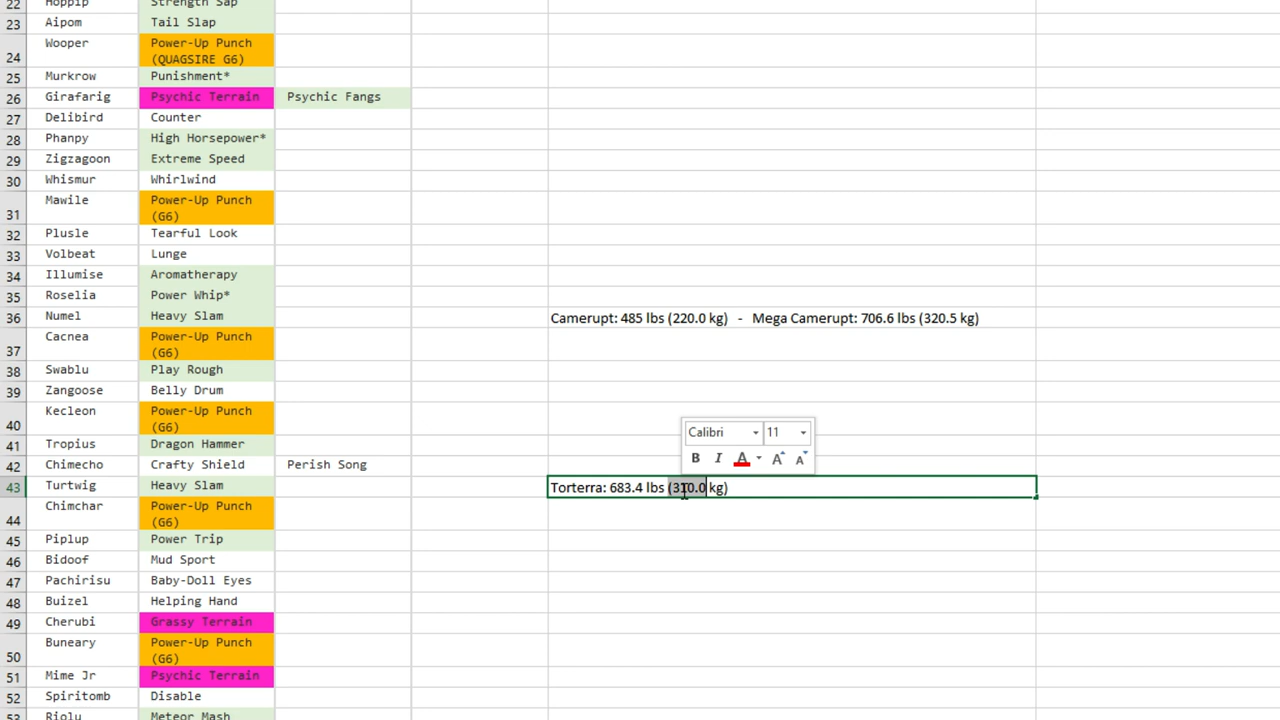 22 Hoppip Strength Sap
23 Aipom Tail Slap
24 Wooper Power-Up Punch
(QUAGSIRE G6)
25 Murkrow Punishment*
26 Girafarig Psychic Terrain Psychic Fangs
27 Delibird Counter
28 Phanpy High Horsepower*
29 Zigzagoon Extreme Speed
30 Whismur Whirlwind
31 Mawile Power-Up Punch
(G6)
32 Plusle Tearful Look
33 Volbeat Lunge
34 Illumise Aromatherapy
35 Roselia Power Whip*
36 Numel Heavy Slam Camerupt: 485 lbs (220.0 kg) - Mega Camerupt: 706.6 lbs (320.5 kg)
37 Cacnea Power-Up Punch
(G6)
38 Swablu Play Rough
39 Zangoose Belly Drum
40 Kecleon Power-Up Punch
(G6)
Calibri 11
41 Tropius Dragon Hammer
B I A A A
42 Chimecho Crafty Shield Perish Song
43 Turtwig Heavy Slam Torterra: 683.4 lbs (310.0 kg)
44 Chimchar Power-Up Punch
(G6)
45 Piplup Power Trip
46 Bidoof Mud Sport
47 Pachirisu Baby-Doll Eyes
48 Buizel Helping Hand
49 Cherubi Grassy Terrain
50 Buneary Power-Up Punch
(G6)
51 Mime Jr Psychic Terrain
52 Spiritomb Disable
53 Riolu Meteor Mash